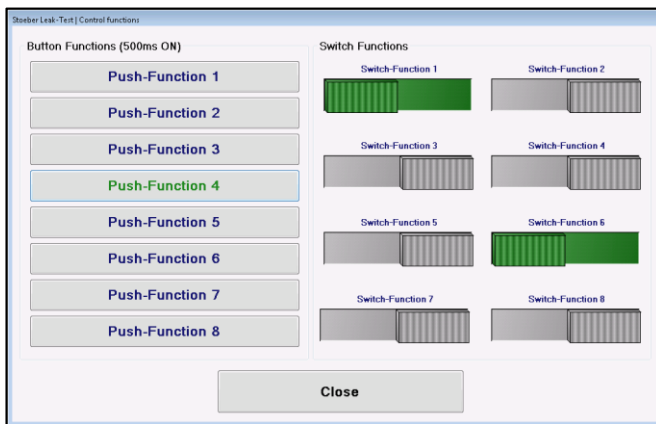 Stoeber Leak-Test | Control functions
Button Functions (500ms ON)
Push-Function 1
Push-Function 2
Push-Function 3
Push-Function 4
Push-Function 5
Push-Function 6
Push-Function 7
Push-Function 8
Switch Functions
Switch-Function 1
Switch-Function 2
Switch-Function 3
Switch-Function 4
Switch-Function 5
Switch-Function 6
Switch-Function 7
Switch-Function 8
Close